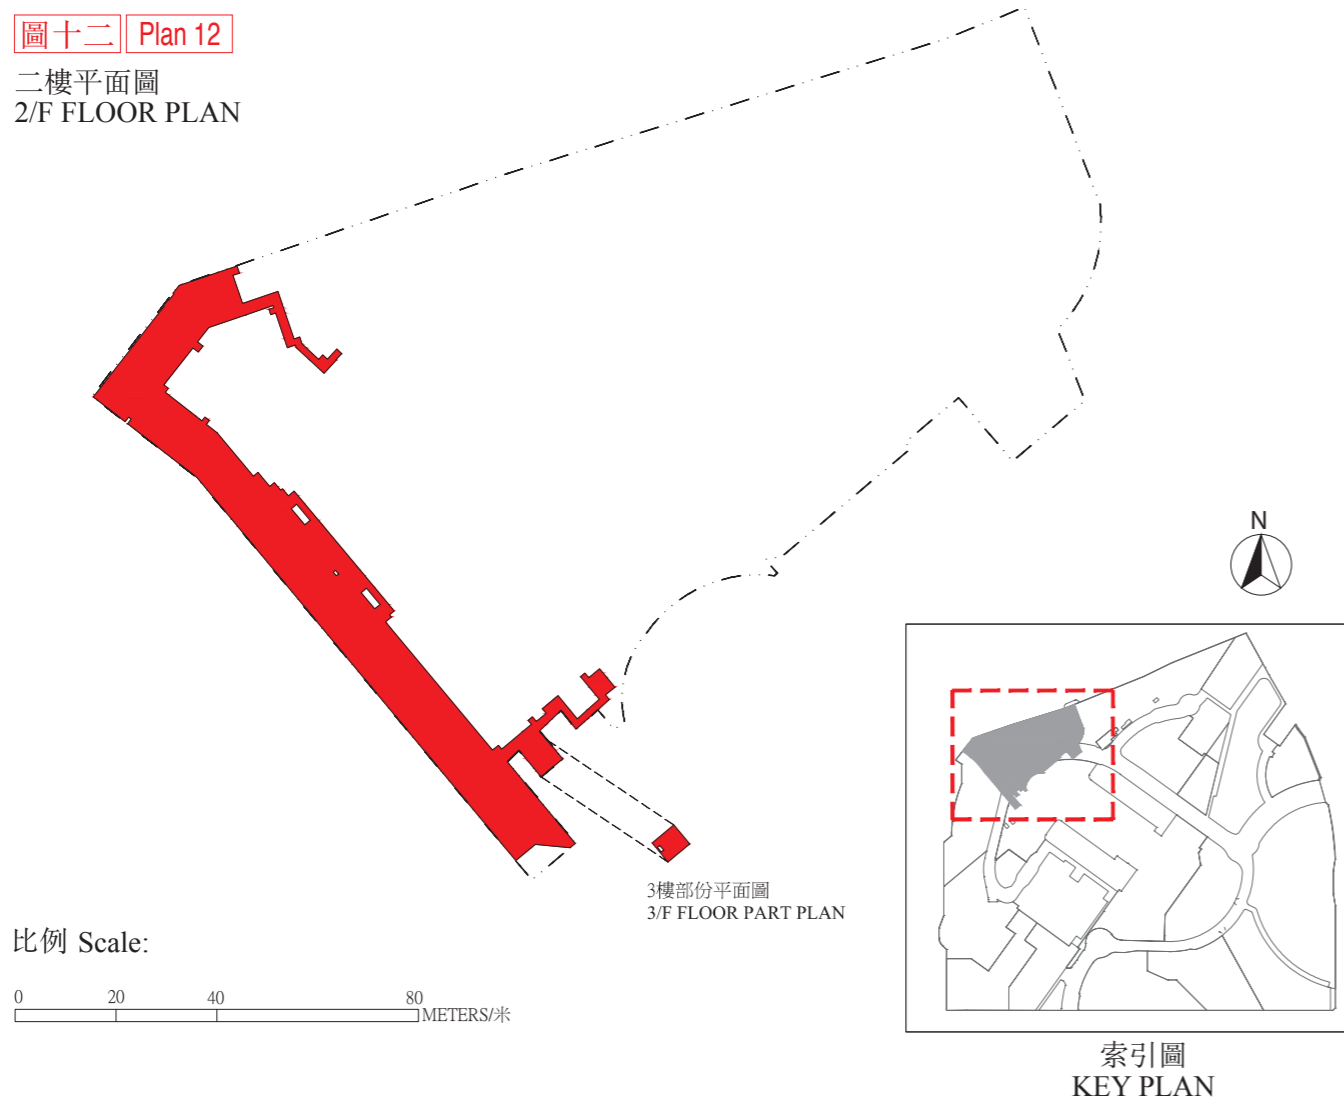 圖十二 Plan 12
二樓平面圖
2/F FLOOR PLAN
N
3樓部份平面圖
3/F FLOOR PART PLAN
比例 Scale:
0 20 40 80
METERS/米
索引圖
KEY PLAN